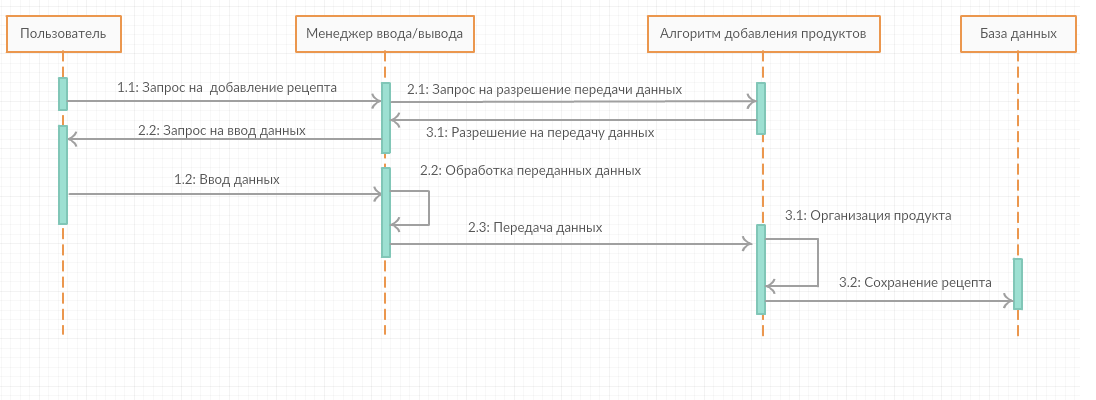 Пользователь
Менеджер ввода/вывода
Алгоритм добавления продуктов
База данных
1.1: Запрос на добавление рецепта
2.1: Запрос на разрешение передачи данных
2.2: Запрос на ввод данных
3.1: Разрешение на передачу данных
1.2: Ввод данных
2.2: Обработка переданных данных
2.3: Передача данных
3.1: Организация продукта
3.2: Сохранение рецепта